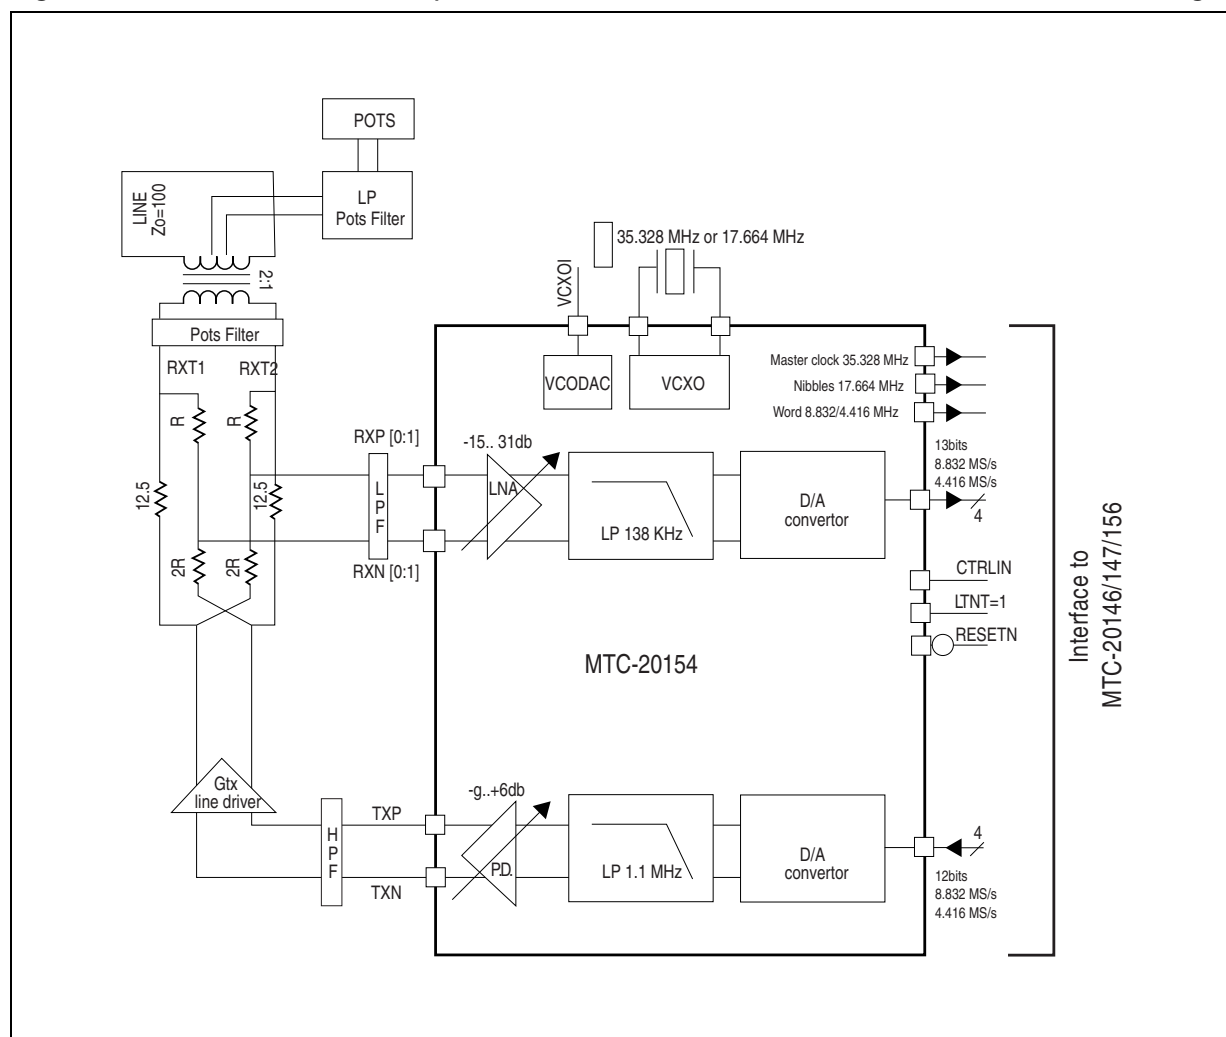 POTS
LINE
Zo=100
LP
Pots Filter
2:1
35.328 MHz or 17.664 MHz
VCXOI
Pots Filter
RXT1
RXT2
VCODAC
VCXO
Master clock 35.328 MHz
Nibbles 17.664 MHz
Word 8.832/4.416 MHz
R
R
RXP [0:1]
-15.. 31db
13bits
8.832 MS/s
4.416 MS/s
12.5
12.5
LPF
LNA
LP 138 KHz
D/A
convertor
4
2R
2R
RXN [0:1]
CTRLIN
LTNT=1
RESETN
Interface to
MTC-20146/147/156
MTC-20154
Gtx
line driver
TXP
-g..+6db
HPF
P.D.
LP 1.1 MHz
D/A
convertor
4
TXN
12bits
8.832 MS/s
4.416 MS/s